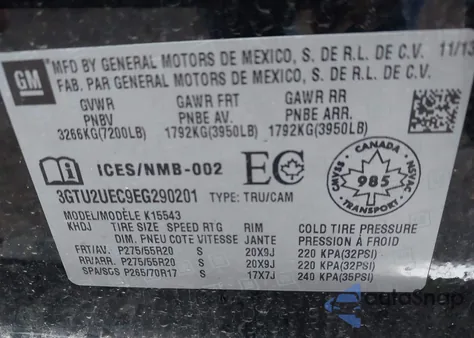 GM
MFD BY GENERAL MOTORS DE MEXICO, S DE R.L. DE C.V. 11/13
FAB. PAR GENERAL MOTORS DE MEXICO, S. DE R.L. DE C.V.
GVWR GAWR FRT GAWR RR
PNBV PNBE AV. PNBE ARR.
3266KG(7200LB) 1792KG(3950LB) 1792KG(3950LB)
ICES/NMB-002 EC
CANADA
985
CMVSS
NSVAC
3GTU2UEC9EG290201 TYPE: TRU/CAM
MODEL/MODÈLE K15543
KHDJ TIRE SIZE SPEED RTG RIM COLD TIRE PRESSURE
DIM. PNEU COTE VITESSE JANTE PRESSION À FROID
FRT/AV. P275/55R20 S 20X9J 220 KPA(32PSI)
RR/ARR. P275/55R20 S 20X9J 220 KPA(32PSI)
SPA/SCS P265/70R17 S 17X7J 240 KPA(35PSI)
AutoSnap